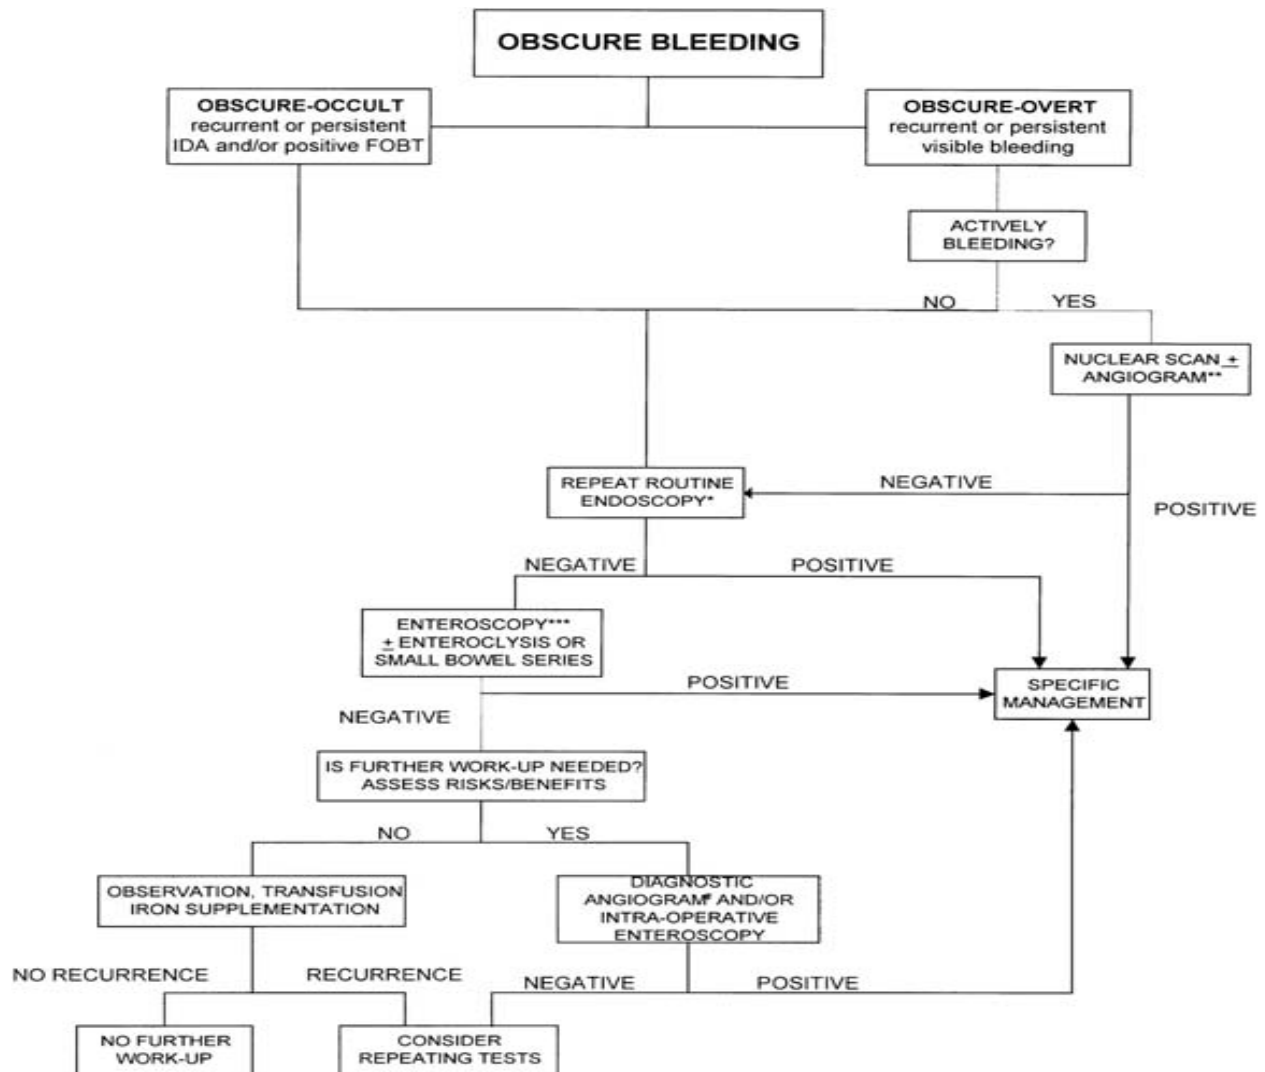 OBSCURE BLEEDING
OBSCURE-OCCULT
recurrent or persistent
IDA and/or positive FOBT
OBSCURE-OVERT
recurrent or persistent
visible bleeding
ACTIVELY
BLEEDING?
NO
YES
NUCLEAR SCAN ±
ANGIOGRAM**
REPEAT ROUTINE
ENDOSCOPY*
NEGATIVE
POSITIVE
NEGATIVE
POSITIVE
ENTEROSCOPY***
± ENTEROCLYSIS OR
SMALL BOWEL SERIES
POSITIVE
SPECIFIC
MANAGEMENT
NEGATIVE
IS FURTHER WORK-UP NEEDED?
ASSESS RISKS/BENEFITS
NO
YES
OBSERVATION, TRANSFUSION
IRON SUPPLEMENTATION
DIAGNOSTIC
ANGIOGRAM# AND/OR
INTRA-OPERATIVE
ENTEROSCOPY
NO RECURRENCE
RECURRENCE
NEGATIVE
POSITIVE
NO FURTHER
WORK-UP
CONSIDER
REPEATING TESTS